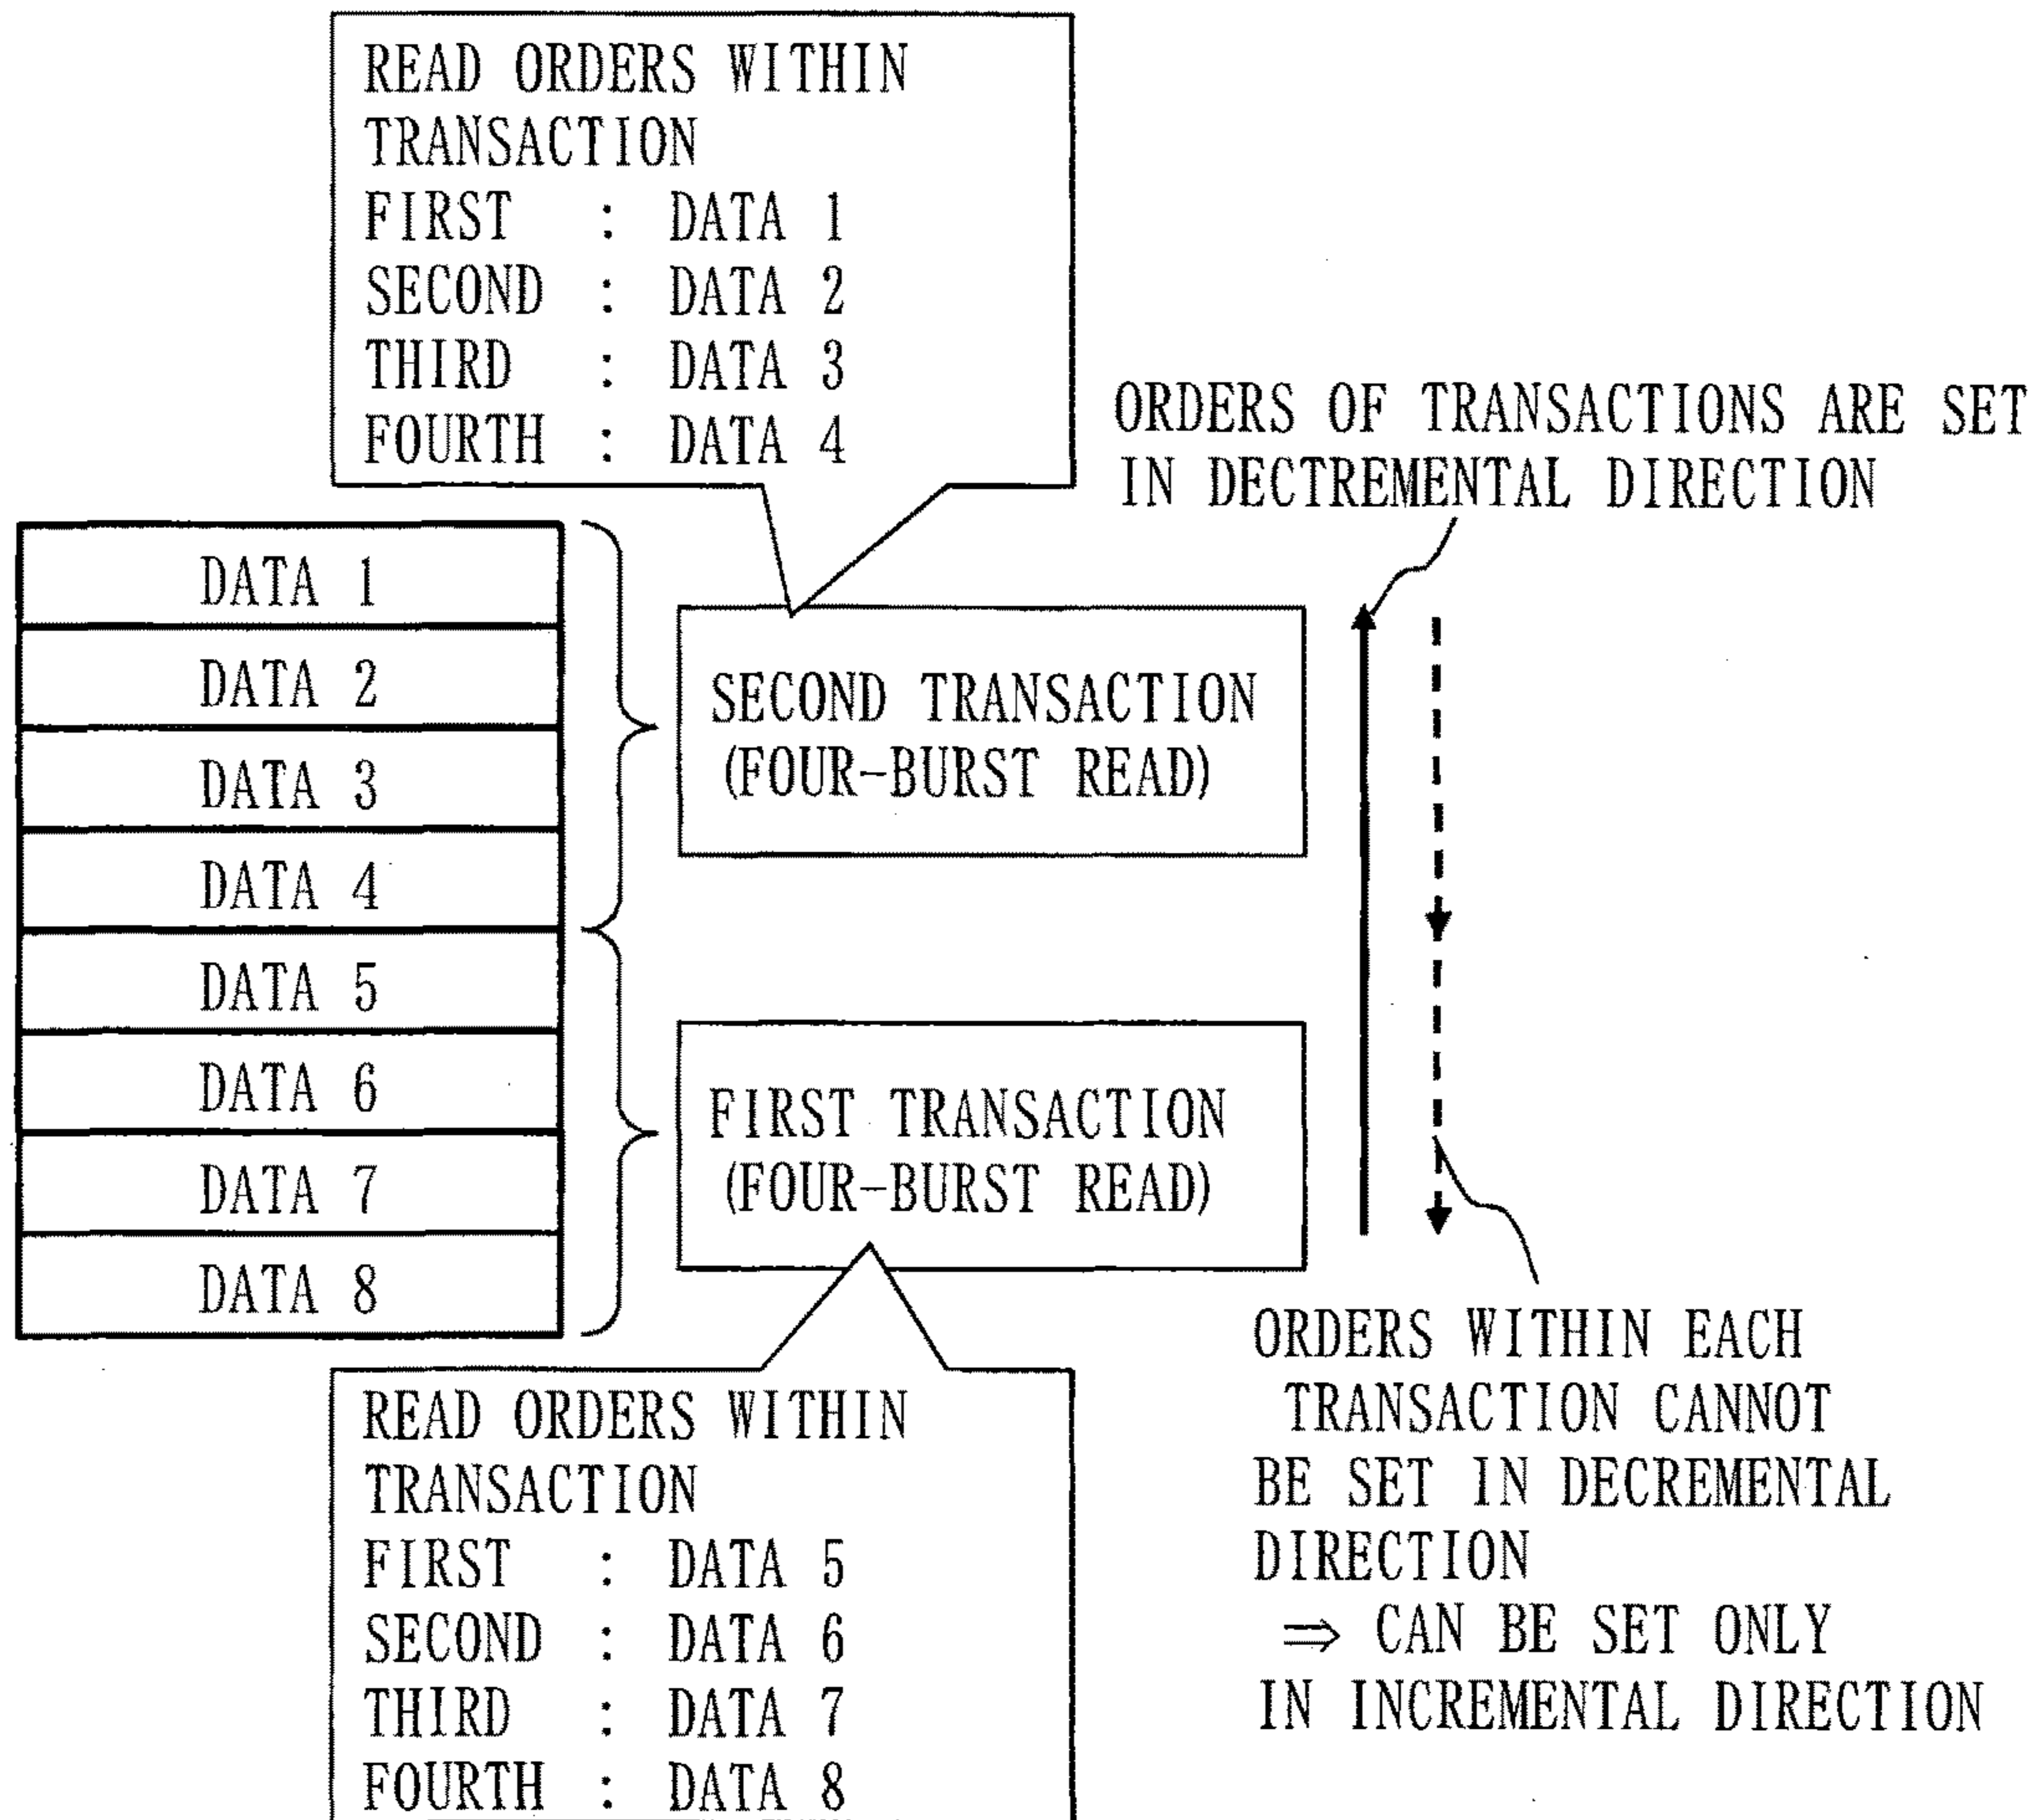 READ ORDERS WITHIN
TRANSACTION
FIRST : DATA 1
SECOND : DATA 2
THIRD : DATA 3
FOURTH : DATA 4
ORDERS OF TRANSACTIONS ARE SET
IN DECTREMENTAL DIRECTION
DATA 1
DATA 2
DATA 3
DATA 4
DATA 5
DATA 6
DATA 7
DATA 8
SECOND TRANSACTION
(FOUR-BURST READ)
FIRST TRANSACTION
(FOUR-BURST READ)
READ ORDERS WITHIN
TRANSACTION
FIRST : DATA 5
SECOND : DATA 6
THIRD : DATA 7
FOURTH : DATA 8
ORDERS WITHIN EACH
TRANSACTION CANNOT
BE SET IN DECREMENTAL
DIRECTION
⇒ CAN BE SET ONLY
IN INCREMENTAL DIRECTION